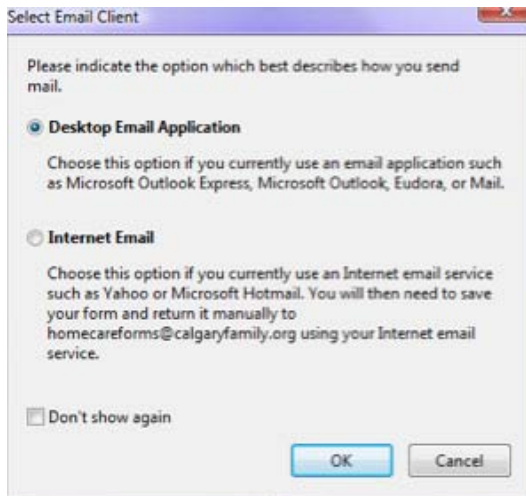 Select Email Client
Please indicate the option which best describes how you send
mail.
Desktop Email Application
Choose this option if you currently use an email application such
as Microsoft Outlook Express, Microsoft Outlook, Eudora, or Mail.
Internet Email
Choose this option if you currently use an Internet email service
such as Yahoo or Microsoft Hotmail. You will then need to save
your form and return it manually to
homecareforms@calgaryfamily.org using your Internet email
service.
Don't show again
OK
Cancel